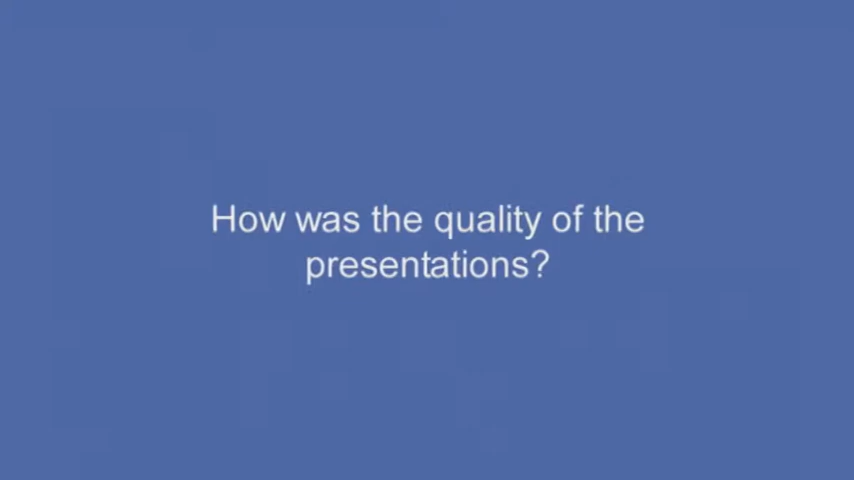 How was the quality of the
presentations?